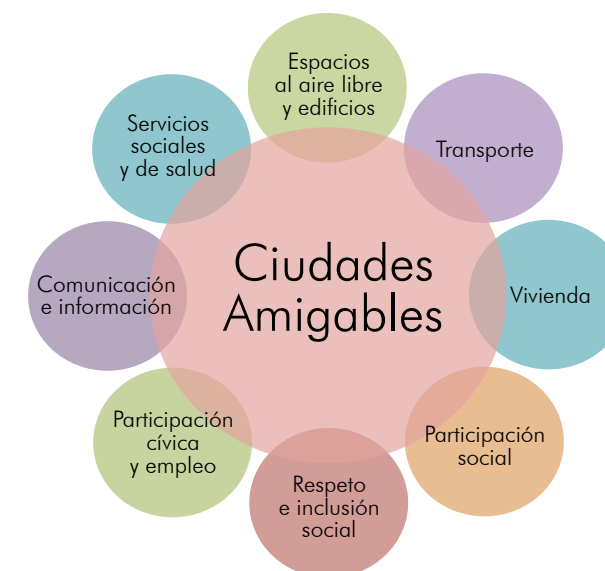 Espacios
al aire libre
y edificios
Transporte
Vivienda
Participación
social
Respeto
e inclusión
social
Participación
cívica
y empleo
Comunicación
e información
Servicios
sociales
y de salud
Ciudades
Amigables